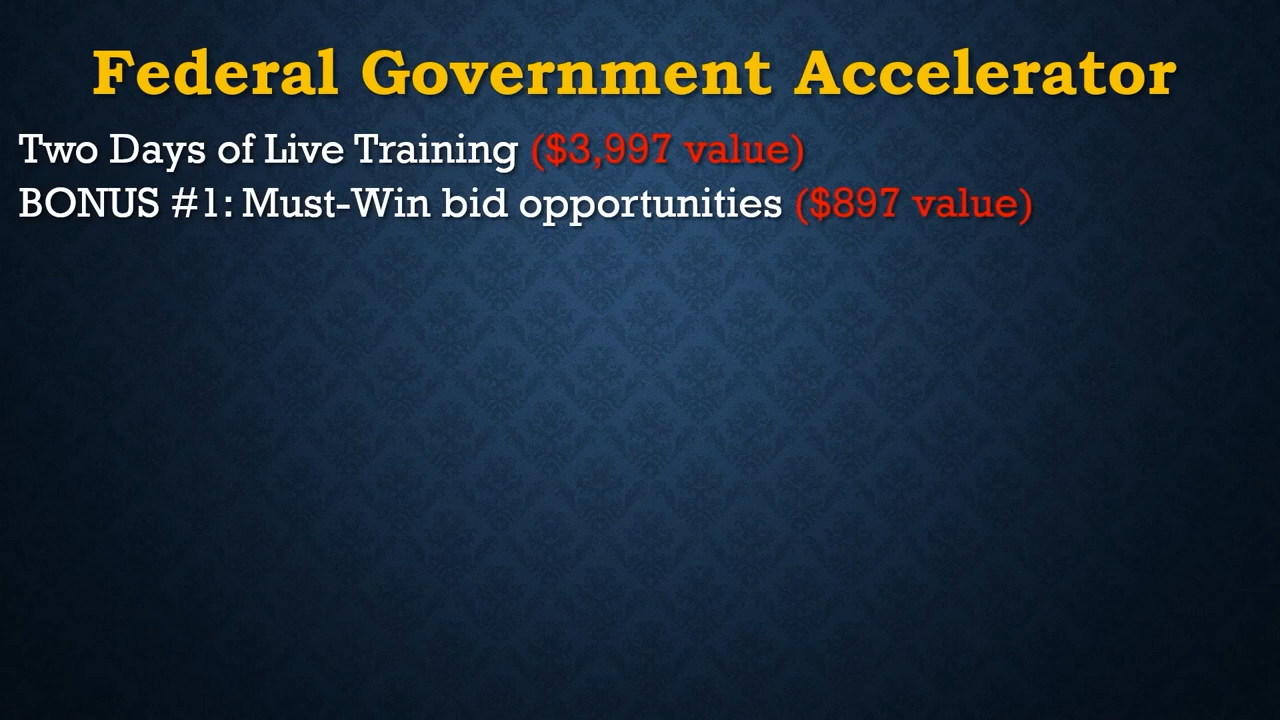 Federal Government Accelerator
Two Days of Live Training ($3,997 value)
BONUS #1: Must-Win bid opportunities ($897 value)